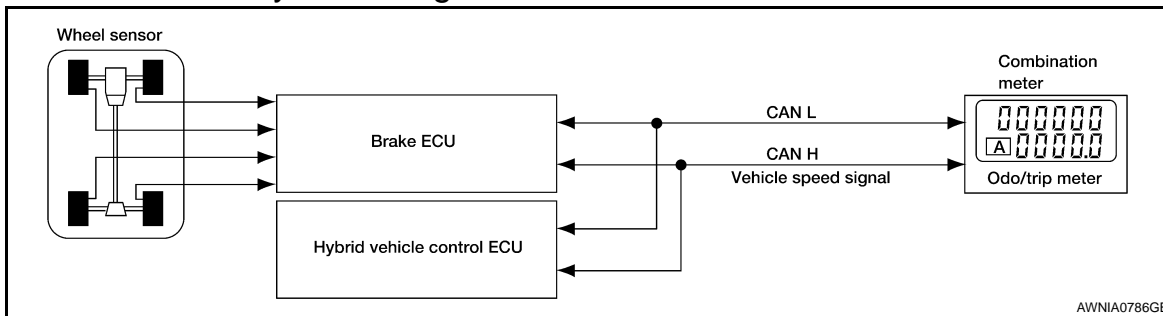 Wheel sensor
Brake ECU
Hybrid vehicle control ECU
CAN L
CAN H
Vehicle speed signal
Combination
meter
000000
A 0000.0
Odo/trip meter
AWNIA0786GB